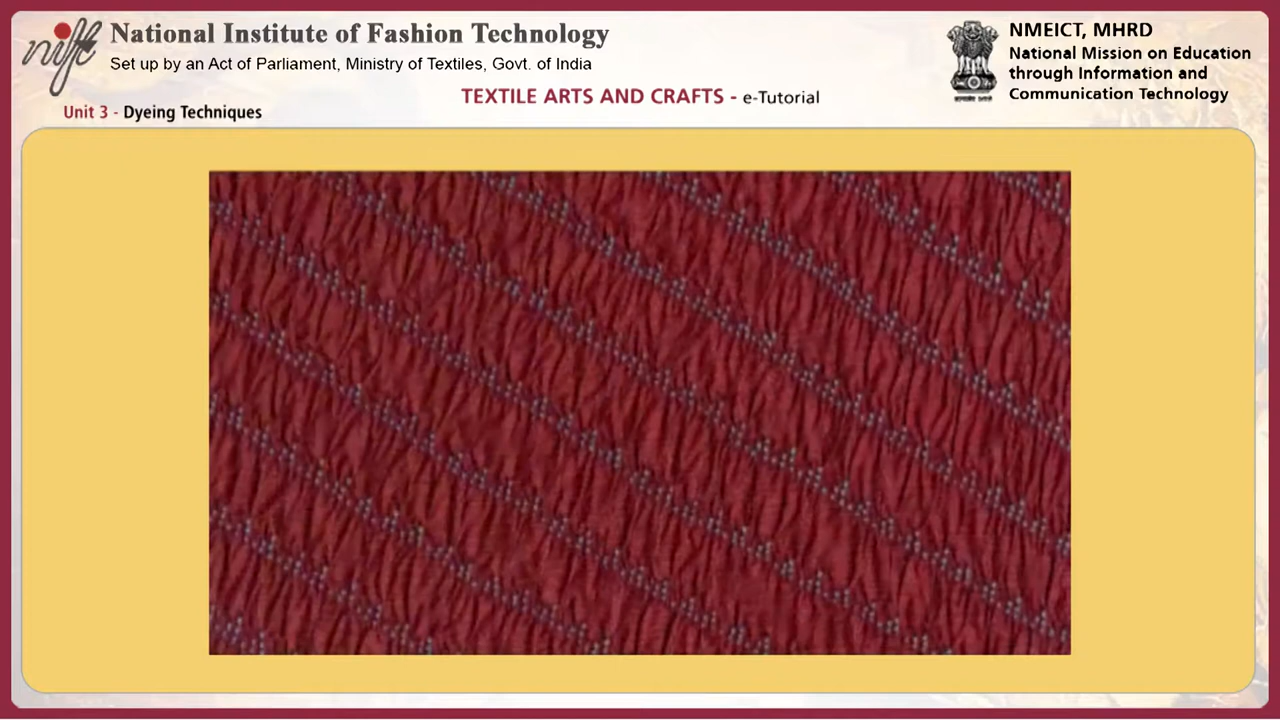 nift
National Institute of Fashion Technology
Set up by an Act of Parliament, Ministry of Textiles, Govt. of India
NMEICT, MHRD
National Mission on Education
through Information and
Communication Technology
TEXTILE ARTS AND CRAFTS - e-Tutorial
Unit 3 - Dyeing Techniques